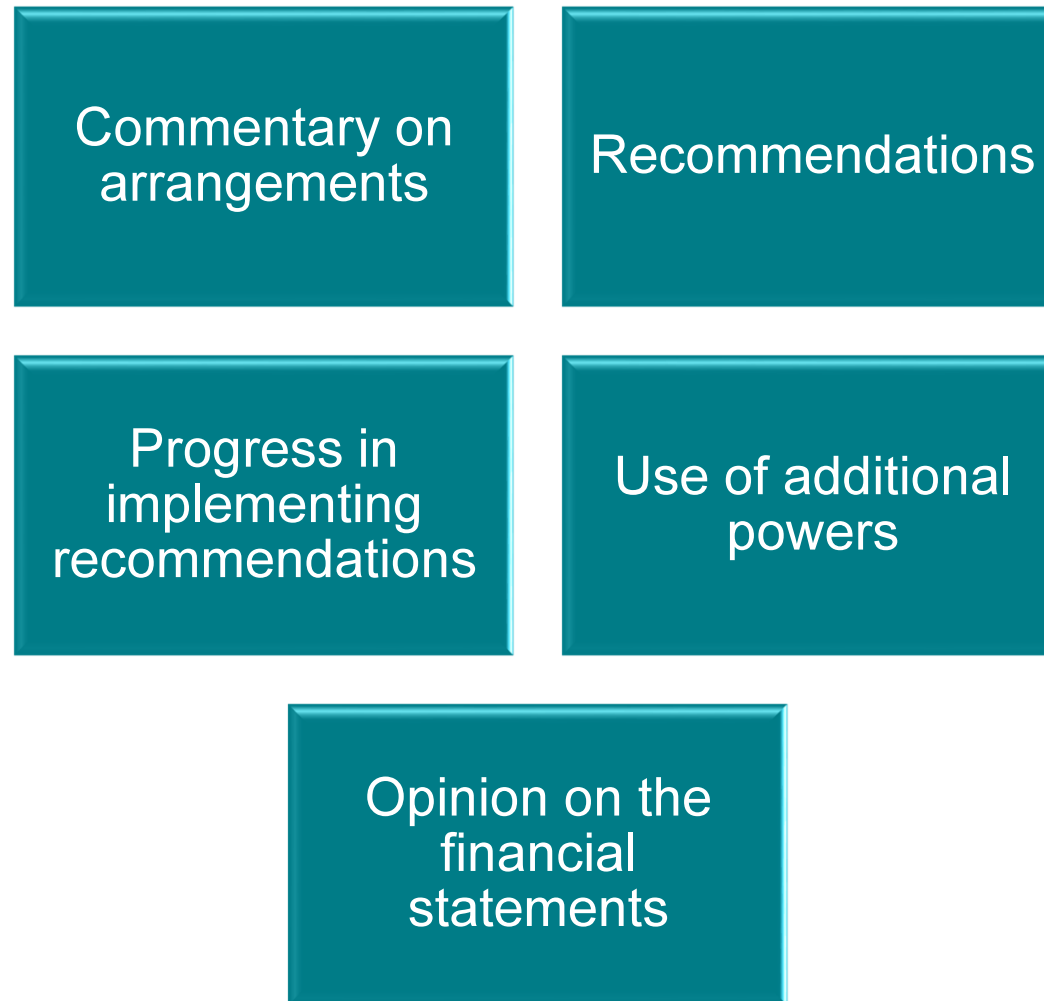 Commentary on
arrangements
Recommendations
Progress in
implementing
recommendations
Use of additional
powers
Opinion on the
financial
statements